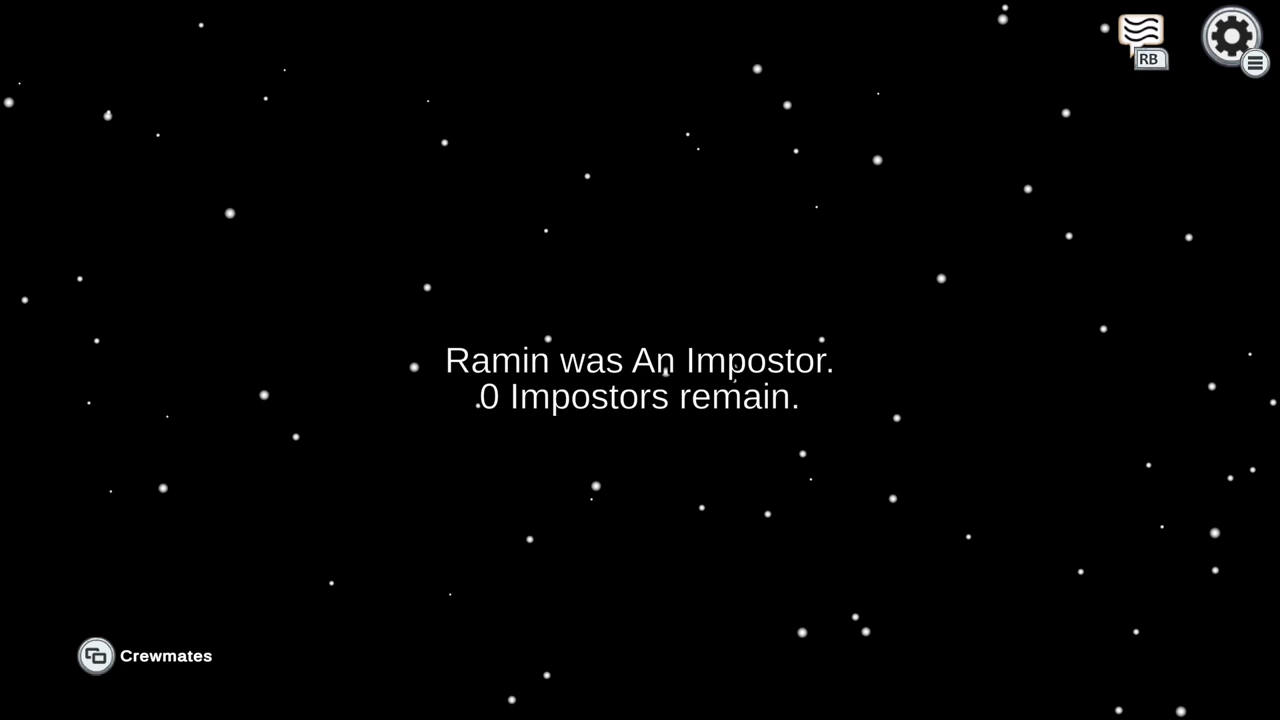 RB
Ramin was An Impostor.
0 Impostors remain.
Crewmates